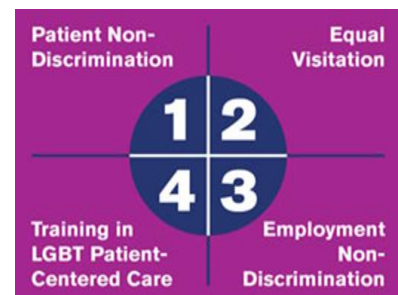 Patient Non-
Discrimination
Equal
Visitation
1
2
4
3
Training in
LGBT Patient-
Centered Care
Employment
Non-
Discrimination